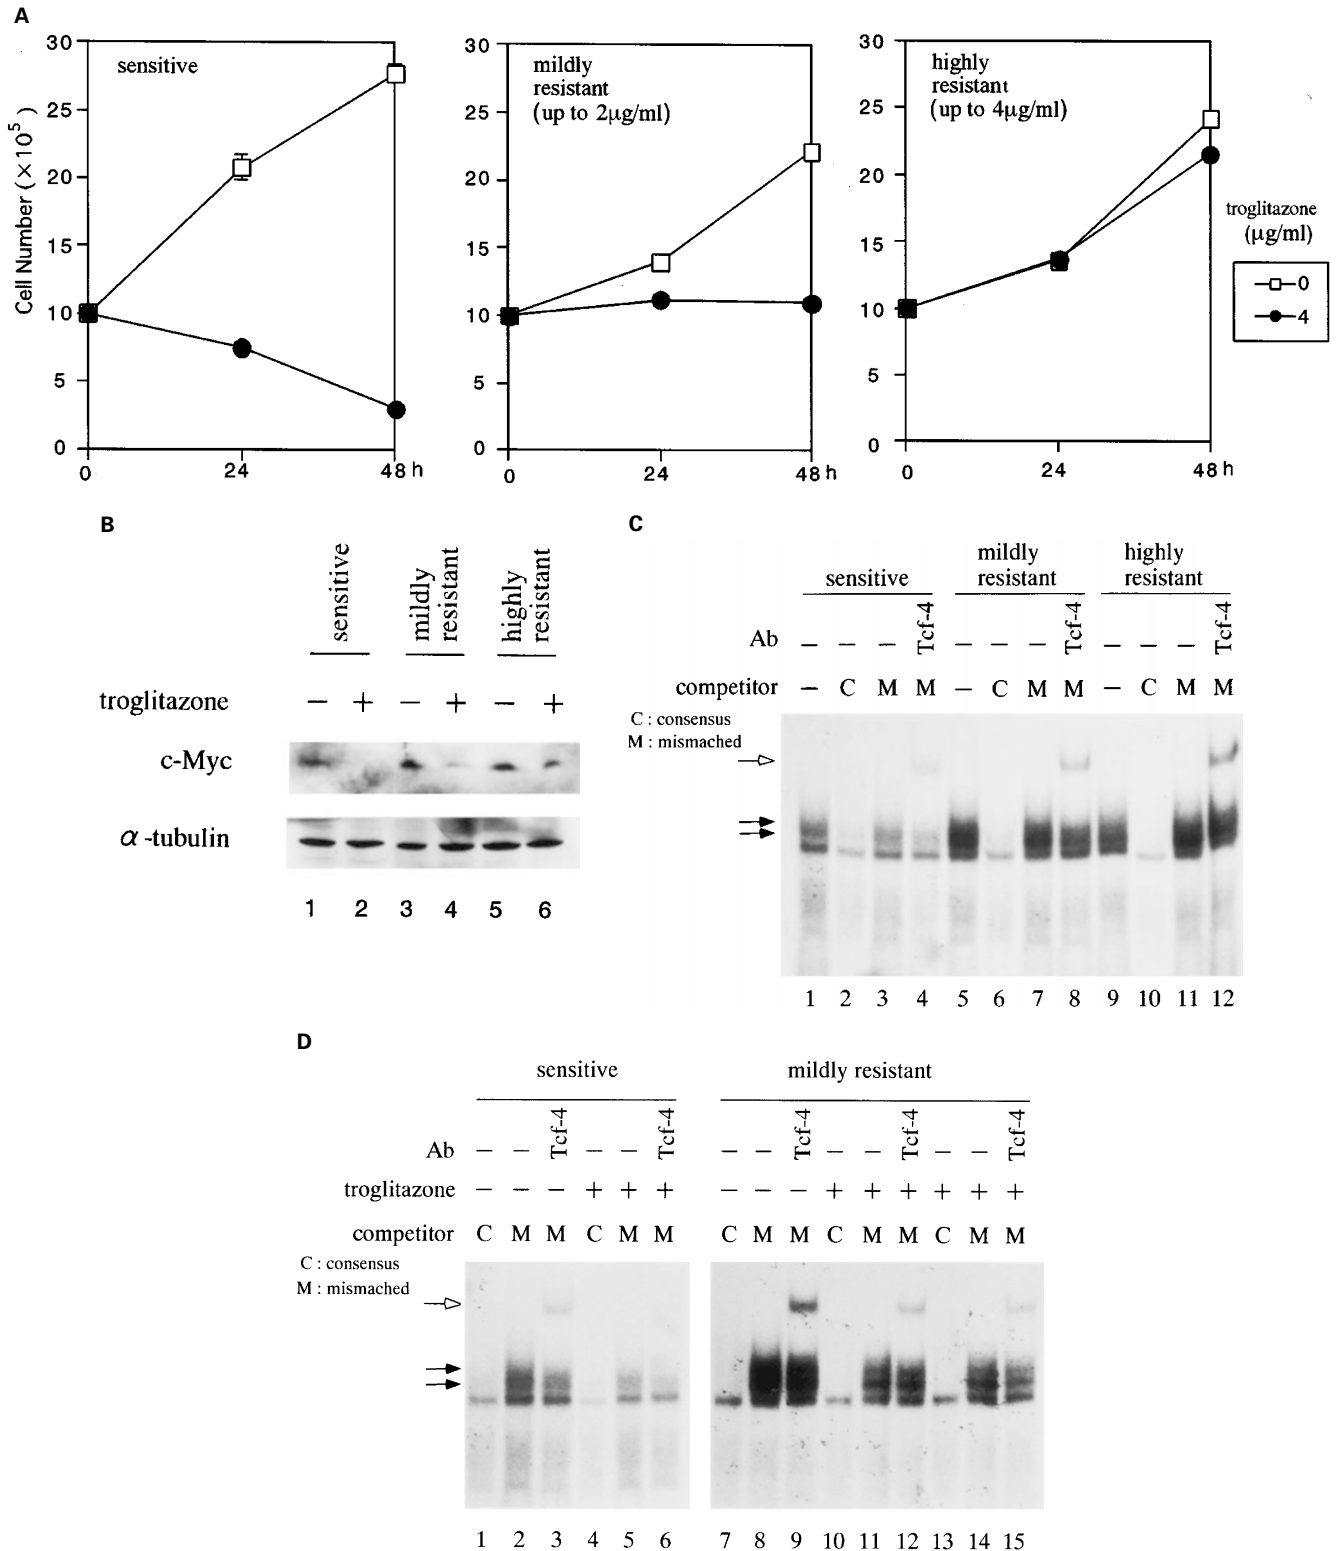 A
30
25
20
15
10
5
0
Cell Number (×10⁵)
sensitive
0
24
48 h
30
25
20
15
10
5
0
mildly
resistant
(up to 2μg/ml)
0
24
48 h
30
25
20
15
10
5
0
highly
resistant
(up to 4μg/ml)
0
24
48 h
troglitazone
(μg/ml)
0
4
B
sensitive
mildly
resistant
highly
resistant
troglitazone − + − + − +
c-Myc
α-tubulin
1 2 3 4 5 6
C
sensitive
mildly
resistant
highly
resistant
Ab − − − Tcf-4 − − − Tcf-4 − − − Tcf-4
competitor − C M M − C M M − C M M
C : consensus
M : mismached
1 2 3 4 5 6 7 8 9 10 11 12
D
sensitive
mildly resistant
Ab − − Tcf-4 − − Tcf-4 − − Tcf-4 − − Tcf-4 − − Tcf-4
troglitazone − − − + + + − − − + + + + + +
competitor C M M C M M C M M C M M C M M
C : consensus
M : mismached
1 2 3 4 5 6 7 8 9 10 11 12 13 14 15